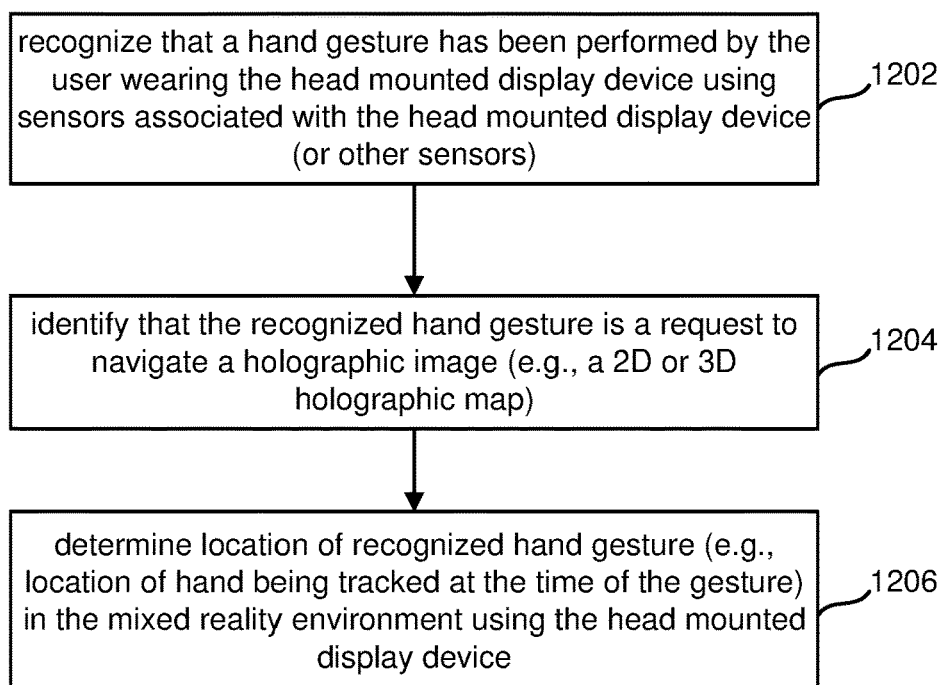 recognize that a hand gesture has been performed by the
user wearing the head mounted display device using
sensors associated with the head mounted display device
(or other sensors)
1202
identify that the recognized hand gesture is a request to
navigate a holographic image (e.g., a 2D or 3D
holographic map)
1204
determine location of recognized hand gesture (e.g.,
location of hand being tracked at the time of the gesture)
in the mixed reality environment using the head mounted
display device
1206